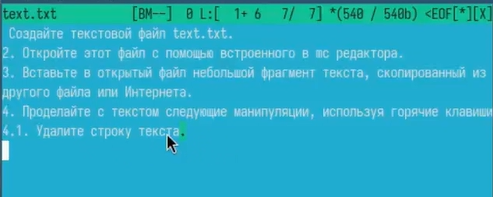 text.txt [BM--] 0 L:[ 1+ 6 7/ 7] *(540 / 540b) <EOF[*][X]
Создайте текстовой файл text.txt.
2. Откройте этот файл с помощью встроенного в mc редактора.
3. Вставьте в открытый файл небольшой фрагмент текста, скопированный из
другого файла или Интернета.
4. Проделайте с текстом следующие манипуляции, используя горячие клавиши
4.1. Удалите строку текста.